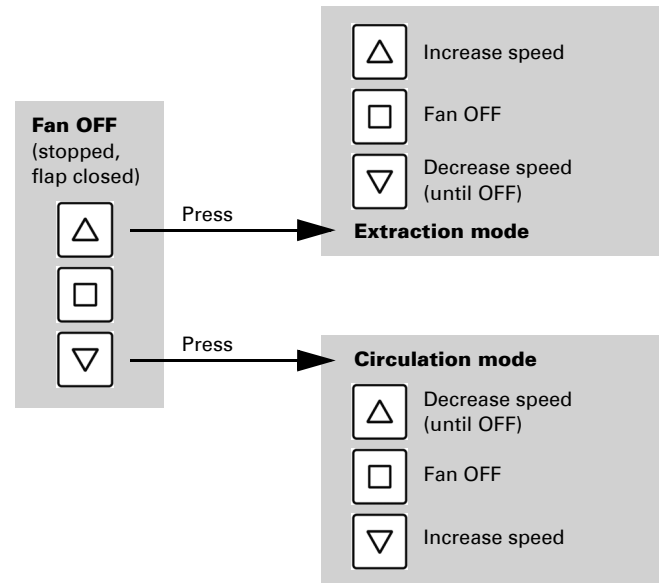 Fan OFF
(stopped,
flap closed)
Press
Increase speed
Fan OFF
Decrease speed
(until OFF)
Extraction mode
Press
Circulation mode
Decrease speed
(until OFF)
Fan OFF
Increase speed